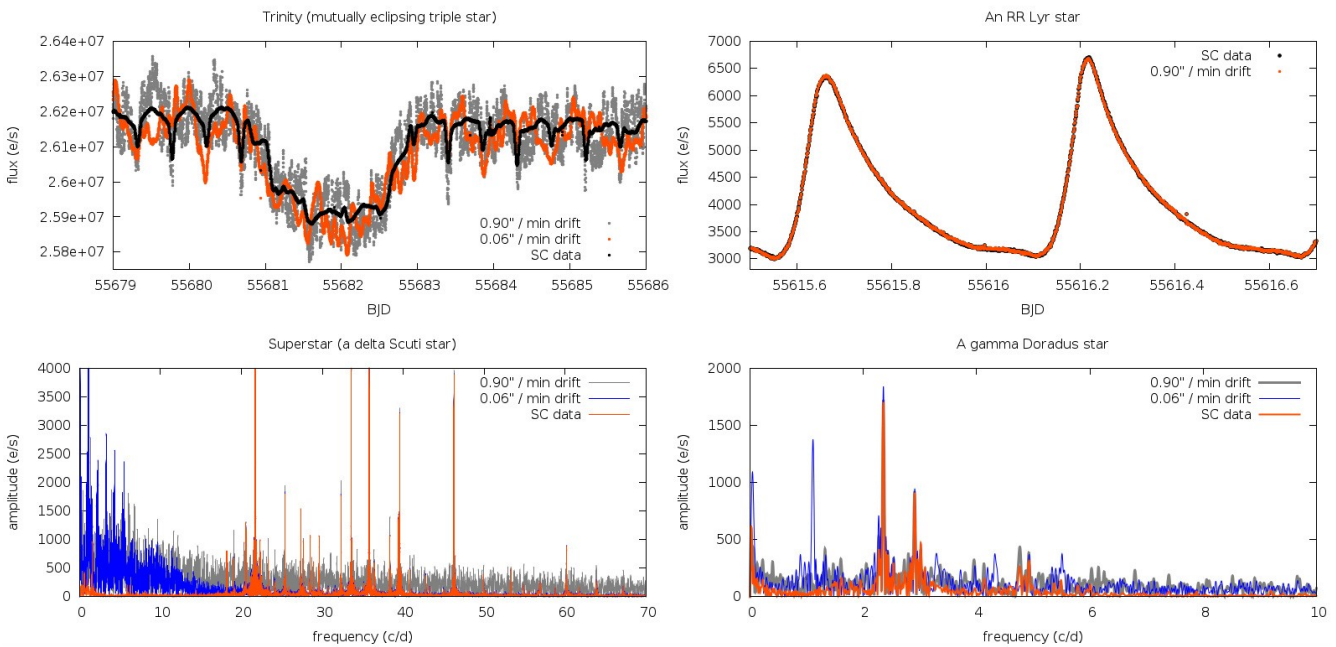 Trinity (mutually eclipsing triple star)
2.64e+07
2.63e+07
2.62e+07
2.61e+07
2.6e+07
2.59e+07
2.58e+07
flux (e/s)
0.90" / min drift
0.06" / min drift
SC data
55679 55680 55681 55682 55683 55684 55685 55686
BJD
An RR Lyr star
7000
6500
6000
5500
5000
4500
4000
3500
3000
flux (e/s)
SC data
0.90" / min drift
55615.6 55615.8 55616 55616.2 55616.4 55616.6
BJD
Superstar (a delta Scuti star)
4000
3500
3000
2500
2000
1500
1000
500
0
amplitude (e/s)
0.90" / min drift
0.06" / min drift
SC data
0 10 20 30 40 50 60 70
frequency (c/d)
A gamma Doradus star
2000
1500
1000
500
0
amplitude (e/s)
0.90" / min drift
0.06" / min drift
SC data
0 2 4 6 8 10
frequency (c/d)